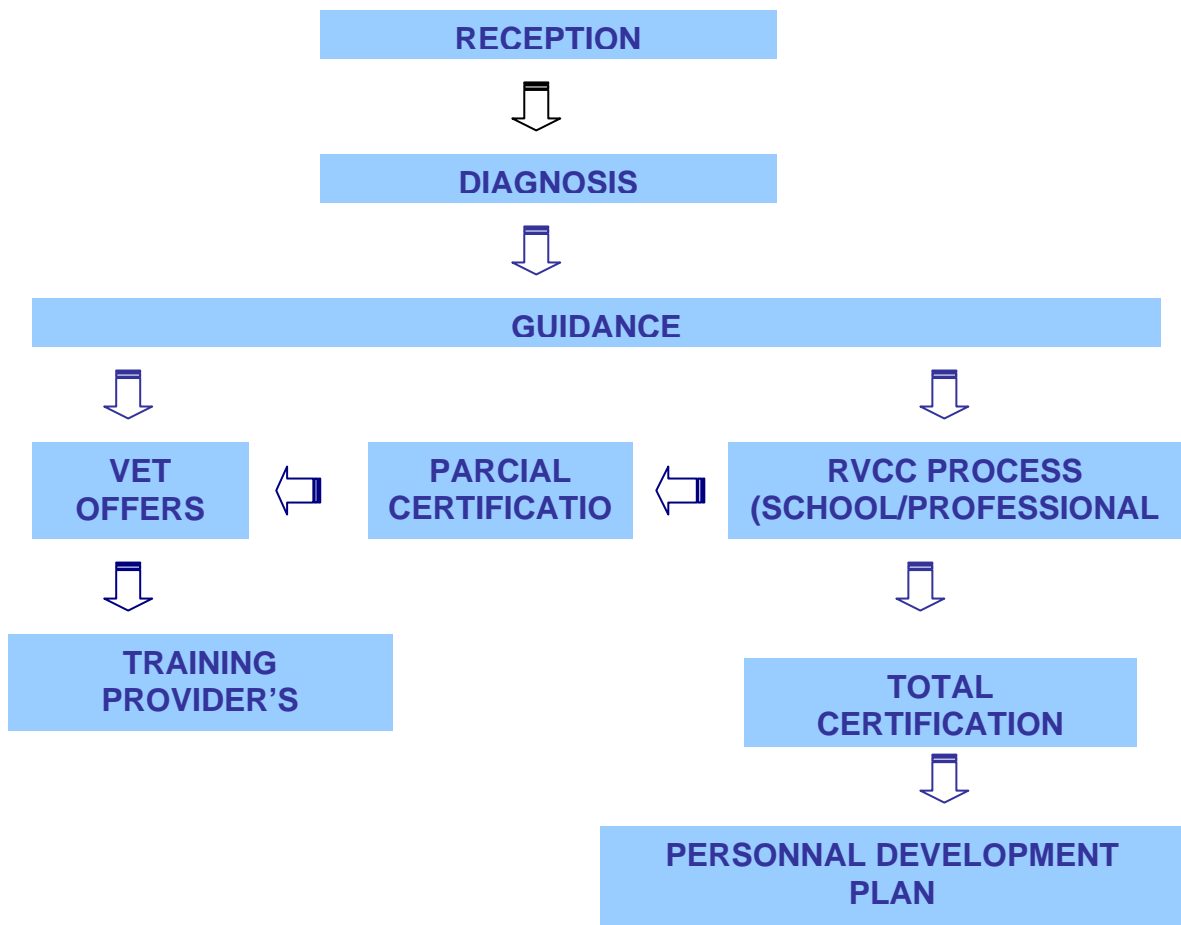 RECEPTION
DIAGNOSIS
GUIDANCE
VET
OFFERS
PARCIAL
CERTIFICATIO
RVCC PROCESS
(SCHOOL/PROFESSIONAL
TRAINING
PROVIDER’S
TOTAL
CERTIFICATION
PERSONNAL DEVELOPMENT
PLAN